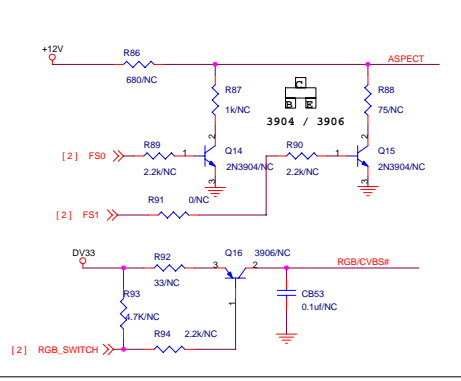 +12V
R86
680/NC
ASPECT
R87
1k/NC
C
B E
3904 / 3906
R88
75/NC
[ 2 ] FS0
R89
2.2k/NC
1
2
3
Q14
2N3904/NC
R90
2.2k/NC
1
2
3
Q15
2N3904/NC
[ 2 ] FS1
R91
0/NC
DV33
R92
33/NC
3
Q16
3906/NC
2
1
RGB/CVBS#
R93
4.7K/NC
CB53
0.1uf/NC
R94
2.2k/NC
[ 2 ] RGB_SWITCH